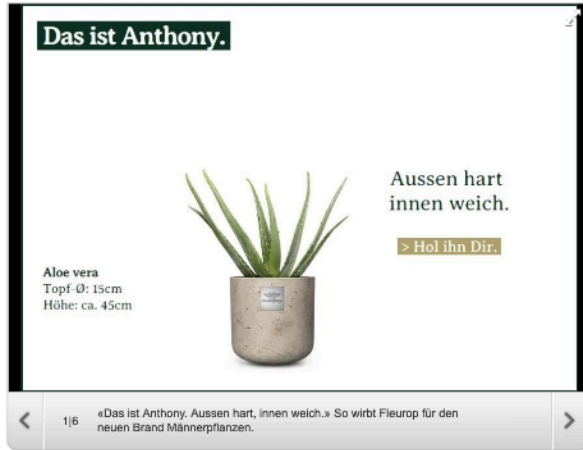 Das ist Anthony.
Aussen hart
innen weich.
> Hol ihn Dir.
Aloe vera
Topf-Ø: 15cm
Höhe: ca. 45cm
1|6
«Das ist Anthony. Aussen hart, innen weich.» So wirbt Fleurop für den
neuen Brand Männerpflanzen.